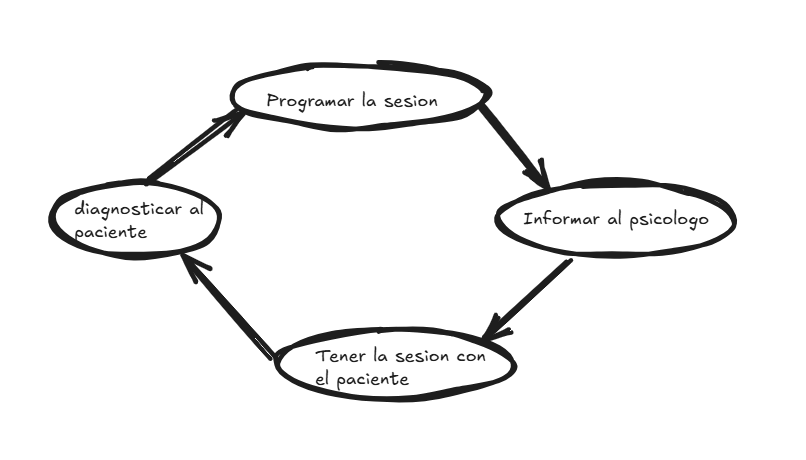 Programar la sesion
Informar al psicologo
diagnosticar al
paciente
Tener la sesion con
el paciente